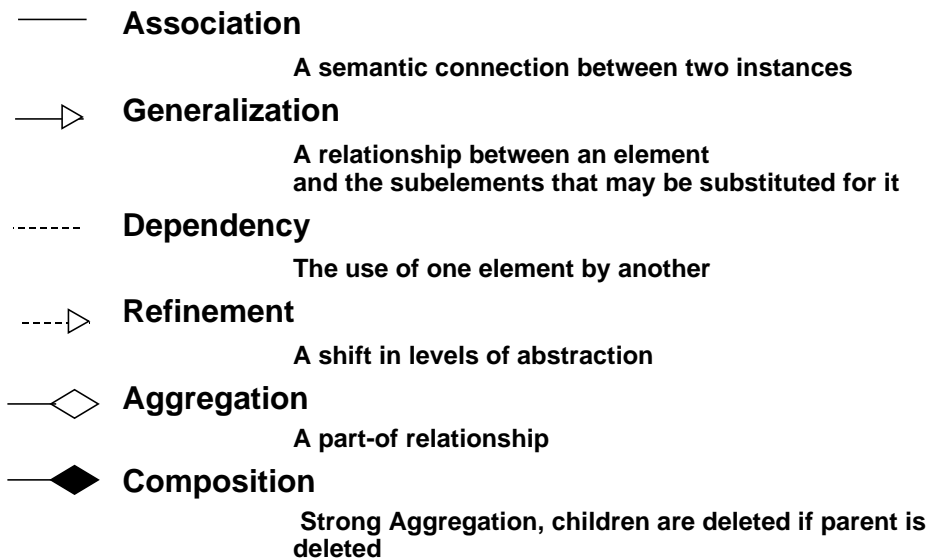 Association
A semantic connection between two instances
Generalization
A relationship between an element
and the subelements that may be substituted for it
Dependency
The use of one element by another
Refinement
A shift in levels of abstraction
Aggregation
A part-of relationship
Composition
Strong Aggregation, children are deleted if parent is
deleted